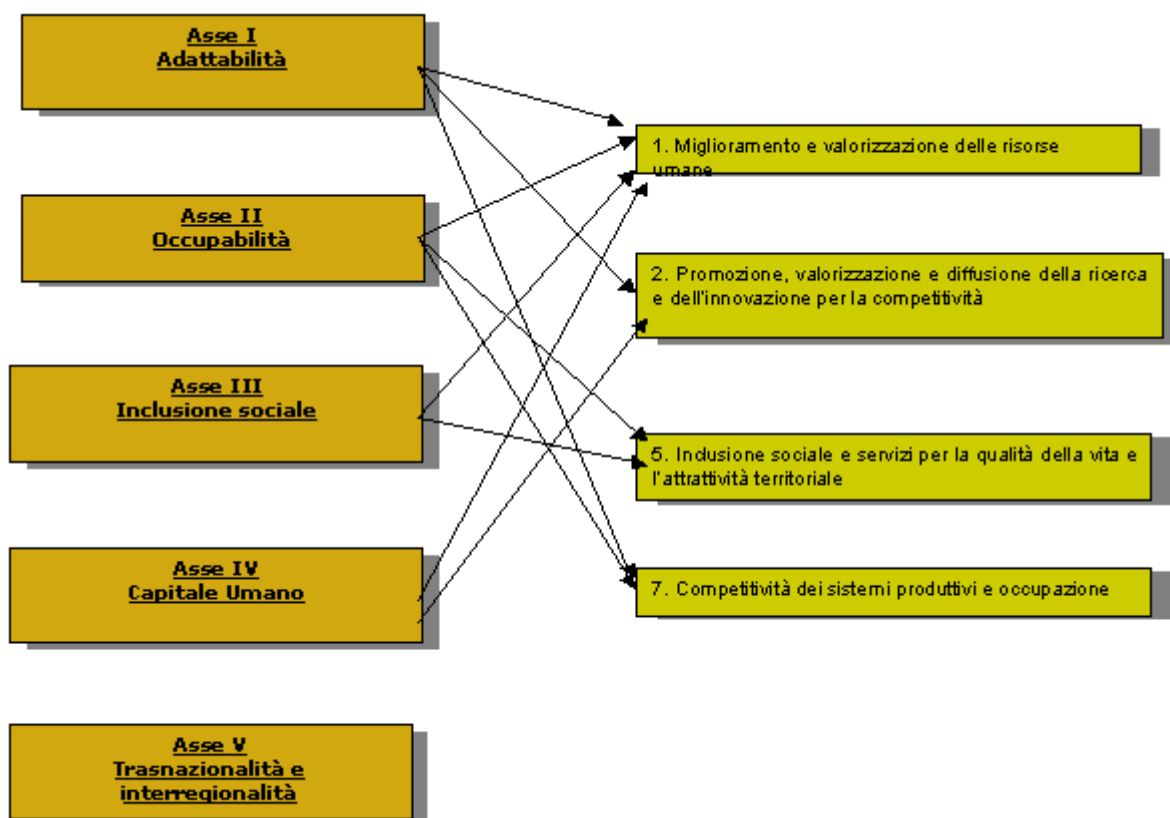 Asse I
Adattabilità
Asse II
Occupabilità
Asse III
Inclusione sociale
Asse IV
Capitale Umano
Asse V
Trasnazionalità e
interregionalità
1. Miglioramento e valorizzazione delle risorse
umane
2. Promozione, valorizzazione e diffusione della ricerca
e dell'innovazione per la competitività
5. Inclusione sociale e servizi per la qualità della vita e
l'attrattività territoriale
7. Competitività dei sistemi produttivi e occupazione